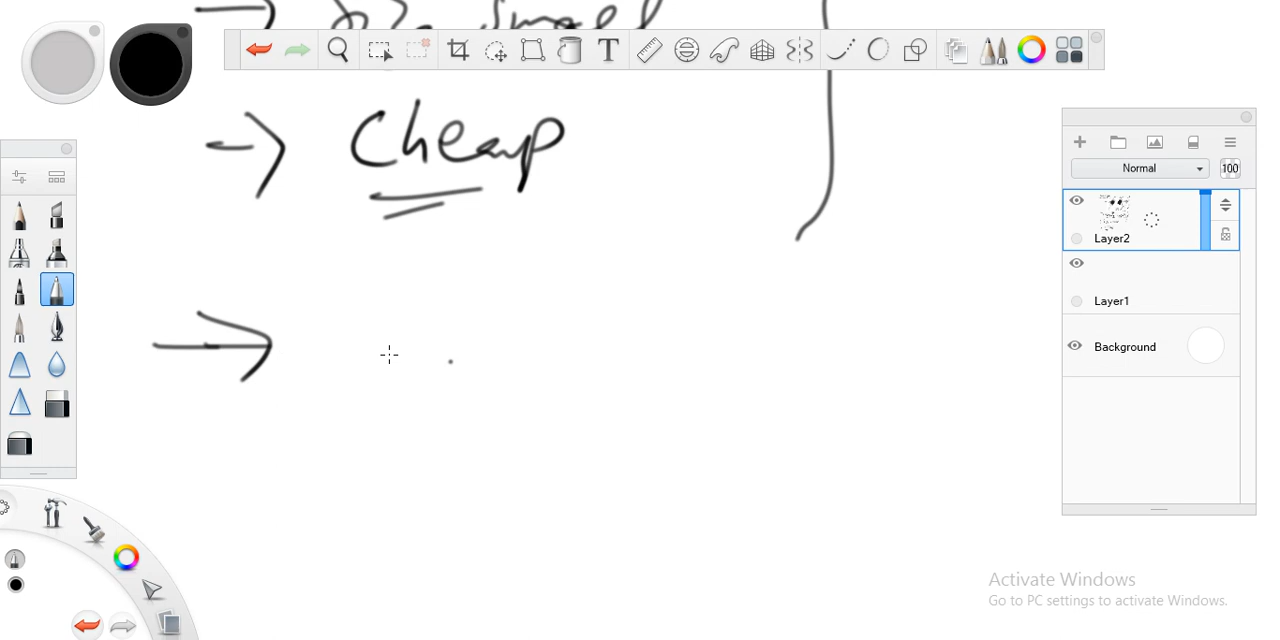 → Cheap
→ .
T
Normal
100
Layer2
Layer1
Background
Activate Windows
Go to PC settings to activate Windows.